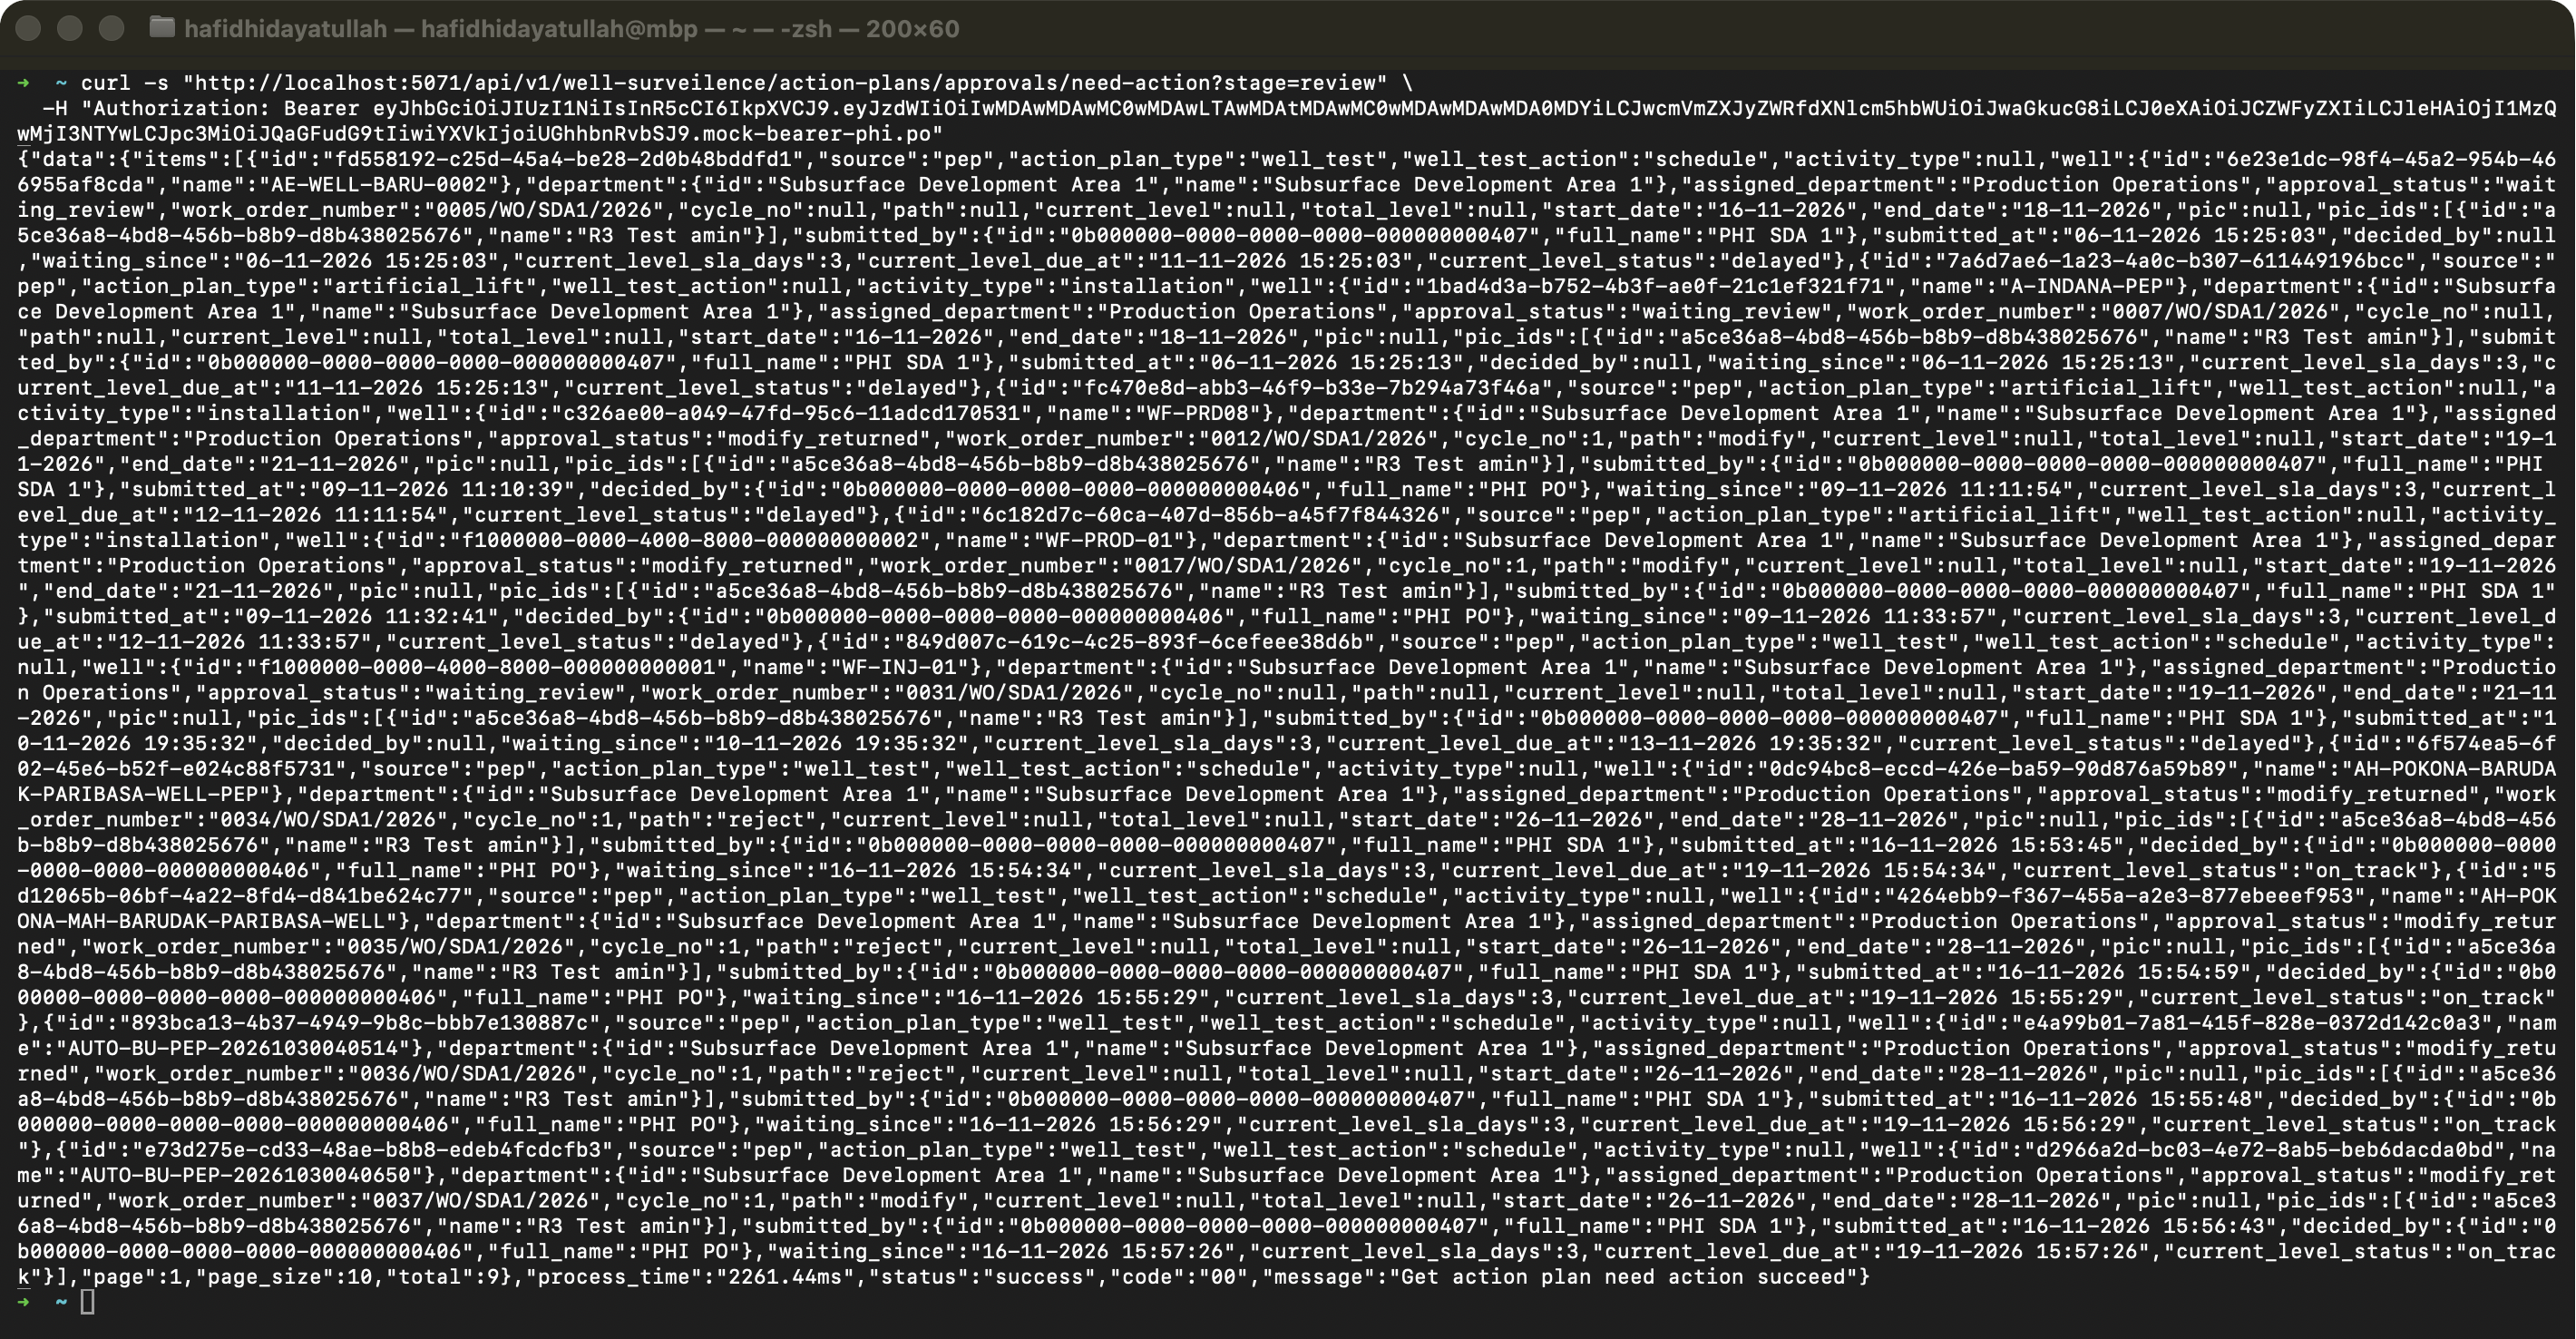 hafidhidayatullah — hafidhidayatullah@mbp — ~ — -zsh — 200×60
➜  ~ curl -s "http://localhost:5071/api/v1/well-surveilence/action-plans/approvals/need-action?stage=review" \
  -H "Authorization: Bearer eyJhbGciOiJIUzI1NiIsInR5cCI6IkpXVCJ9.eyJzdWIiOiIwMDAwMDAwMC0wMDAwLTAwMDAtMDAwMC0wMDAwMDAwMDA0MDYiLCJwcmVmZXJyZWRfdXNlcm5hbWUiOiJwaGkucG8iLCJ0eXAiOiJCZWFyZXIiLCJleHAiOjI1MzQ
wMjI3NTYwLCJpc3MiOiJQaGFudG9tIiwiYXVkIjoiUGhhbnRvbSJ9.mock-bearer-phi.po"
{"data":{"items":[{"id":"fd558192-c25d-45a4-be28-2d0b48bddfd1","source":"pep","action_plan_type":"well_test","well_test_action":"schedule","activity_type":null,"well":{"id":"6e23e1dc-98f4-45a2-954b-46
6955af8cda","name":"AE-WELL-BARU-0002"},"department":{"id":"Subsurface Development Area 1","name":"Subsurface Development Area 1"},"assigned_department":"Production Operations","approval_status":"wait
ing_review","work_order_number":"0005/WO/SDA1/2026","cycle_no":null,"path":null,"current_level":null,"total_level":null,"start_date":"16-11-2026","end_date":"18-11-2026","pic":null,"pic_ids":[{"id":"a
5ce36a8-4bd8-456b-b8b9-d8b438025676","name":"R3 Test amin"}],"submitted_by":{"id":"0b000000-0000-0000-0000-000000000407","full_name":"PHI SDA 1"},"submitted_at":"06-11-2026 15:25:03","decided_by":null
,"waiting_since":"06-11-2026 15:25:03","current_level_sla_days":3,"current_level_due_at":"11-11-2026 15:25:03","current_level_status":"delayed"},{"id":"7a6d7ae6-1a23-4a0c-b307-611449196bcc","source":"
pep","action_plan_type":"artificial_lift","well_test_action":null,"activity_type":"installation","well":{"id":"1bad4d3a-b752-4b3f-ae0f-21c1ef321f71","name":"A-INDANA-PEP"},"department":{"id":"Subsurfa
ce Development Area 1","name":"Subsurface Development Area 1"},"assigned_department":"Production Operations","approval_status":"waiting_review","work_order_number":"0007/WO/SDA1/2026","cycle_no":null,
"path":null,"current_level":null,"total_level":null,"start_date":"16-11-2026","end_date":"18-11-2026","pic":null,"pic_ids":[{"id":"a5ce36a8-4bd8-456b-b8b9-d8b438025676","name":"R3 Test amin"}],"submit
ted_by":{"id":"0b000000-0000-0000-0000-000000000407","full_name":"PHI SDA 1"},"submitted_at":"06-11-2026 15:25:13","decided_by":null,"waiting_since":"06-11-2026 15:25:13","current_level_sla_days":3,"c
urrent_level_due_at":"11-11-2026 15:25:13","current_level_status":"delayed"},{"id":"fc470e8d-abb3-46f9-b33e-7b294a73f46a","source":"pep","action_plan_type":"artificial_lift","well_test_action":null,"a
ctivity_type":"installation","well":{"id":"c326ae00-a049-47fd-95c6-11adcd170531","name":"WF-PRD08"},"department":{"id":"Subsurface Development Area 1","name":"Subsurface Development Area 1"},"assigned
_department":"Production Operations","approval_status":"modify_returned","work_order_number":"0012/WO/SDA1/2026","cycle_no":1,"path":"modify","current_level":null,"total_level":null,"start_date":"19-1
1-2026","end_date":"21-11-2026","pic":null,"pic_ids":[{"id":"a5ce36a8-4bd8-456b-b8b9-d8b438025676","name":"R3 Test amin"}],"submitted_by":{"id":"0b000000-0000-0000-0000-000000000407","full_name":"PHI 
SDA 1"},"submitted_at":"09-11-2026 11:10:39","decided_by":{"id":"0b000000-0000-0000-0000-000000000406","full_name":"PHI PO"},"waiting_since":"09-11-2026 11:11:54","current_level_sla_days":3,"current_l
evel_due_at":"12-11-2026 11:11:54","current_level_status":"delayed"},{"id":"6c182d7c-60ca-407d-856b-a45f7f844326","source":"pep","action_plan_type":"artificial_lift","well_test_action":null,"activity_
type":"installation","well":{"id":"f1000000-0000-4000-8000-000000000002","name":"WF-PROD-01"},"department":{"id":"Subsurface Development Area 1","name":"Subsurface Development Area 1"},"assigned_depar
tment":"Production Operations","approval_status":"modify_returned","work_order_number":"0017/WO/SDA1/2026","cycle_no":1,"path":"modify","current_level":null,"total_level":null,"start_date":"19-11-2026
","end_date":"21-11-2026","pic":null,"pic_ids":[{"id":"a5ce36a8-4bd8-456b-b8b9-d8b438025676","name":"R3 Test amin"}],"submitted_by":{"id":"0b000000-0000-0000-0000-000000000407","full_name":"PHI SDA 1"
},"submitted_at":"09-11-2026 11:32:41","decided_by":{"id":"0b000000-0000-0000-0000-000000000406","full_name":"PHI PO"},"waiting_since":"09-11-2026 11:33:57","current_level_sla_days":3,"current_level_d
ue_at":"12-11-2026 11:33:57","current_level_status":"delayed"},{"id":"849d007c-619c-4c25-893f-6cefeee38d6b","source":"pep","action_plan_type":"well_test","well_test_action":"schedule","activity_type":
null,"well":{"id":"f1000000-0000-4000-8000-000000000001","name":"WF-INJ-01"},"department":{"id":"Subsurface Development Area 1","name":"Subsurface Development Area 1"},"assigned_department":"Productio
n Operations","approval_status":"waiting_review","work_order_number":"0031/WO/SDA1/2026","cycle_no":null,"path":null,"current_level":null,"total_level":null,"start_date":"19-11-2026","end_date":"21-11
-2026","pic":null,"pic_ids":[{"id":"a5ce36a8-4bd8-456b-b8b9-d8b438025676","name":"R3 Test amin"}],"submitted_by":{"id":"0b000000-0000-0000-0000-000000000407","full_name":"PHI SDA 1"},"submitted_at":"1
0-11-2026 19:35:32","decided_by":null,"waiting_since":"10-11-2026 19:35:32","current_level_sla_days":3,"current_level_due_at":"13-11-2026 19:35:32","current_level_status":"delayed"},{"id":"6f574ea5-6f
02-45e6-b52f-e024c88f5731","source":"pep","action_plan_type":"well_test","well_test_action":"schedule","activity_type":null,"well":{"id":"0dc94bc8-eccd-426e-ba59-90d876a59b89","name":"AH-POKONA-BARUDA
K-PARIBASA-WELL-PEP"},"department":{"id":"Subsurface Development Area 1","name":"Subsurface Development Area 1"},"assigned_department":"Production Operations","approval_status":"modify_returned","work
_order_number":"0034/WO/SDA1/2026","cycle_no":1,"path":"reject","current_level":null,"total_level":null,"start_date":"26-11-2026","end_date":"28-11-2026","pic":null,"pic_ids":[{"id":"a5ce36a8-4bd8-456
b-b8b9-d8b438025676","name":"R3 Test amin"}],"submitted_by":{"id":"0b000000-0000-0000-0000-000000000407","full_name":"PHI SDA 1"},"submitted_at":"16-11-2026 15:53:45","decided_by":{"id":"0b000000-0000
-0000-0000-000000000406","full_name":"PHI PO"},"waiting_since":"16-11-2026 15:54:34","current_level_sla_days":3,"current_level_due_at":"19-11-2026 15:54:34","current_level_status":"on_track"},{"id":"5
d12065b-06bf-4a22-8fd4-d841be624c77","source":"pep","action_plan_type":"well_test","well_test_action":"schedule","activity_type":null,"well":{"id":"4264ebb9-f367-455a-a2e3-877ebeeef953","name":"AH-POK
ONA-MAH-BARUDAK-PARIBASA-WELL"},"department":{"id":"Subsurface Development Area 1","name":"Subsurface Development Area 1"},"assigned_department":"Production Operations","approval_status":"modify_retur
ned","work_order_number":"0035/WO/SDA1/2026","cycle_no":1,"path":"reject","current_level":null,"total_level":null,"start_date":"26-11-2026","end_date":"28-11-2026","pic":null,"pic_ids":[{"id":"a5ce36a
8-4bd8-456b-b8b9-d8b438025676","name":"R3 Test amin"}],"submitted_by":{"id":"0b000000-0000-0000-0000-000000000407","full_name":"PHI SDA 1"},"submitted_at":"16-11-2026 15:54:59","decided_by":{"id":"0b0
00000-0000-0000-0000-000000000406","full_name":"PHI PO"},"waiting_since":"16-11-2026 15:55:29","current_level_sla_days":3,"current_level_due_at":"19-11-2026 15:55:29","current_level_status":"on_track"
},{"id":"893bca13-4b37-4949-9b8c-bbb7e130887c","source":"pep","action_plan_type":"well_test","well_test_action":"schedule","activity_type":null,"well":{"id":"e4a99b01-7a81-415f-828e-0372d142c0a3","nam
e":"AUTO-BU-PEP-20261030040514"},"department":{"id":"Subsurface Development Area 1","name":"Subsurface Development Area 1"},"assigned_department":"Production Operations","approval_status":"modify_retu
rned","work_order_number":"0036/WO/SDA1/2026","cycle_no":1,"path":"reject","current_level":null,"total_level":null,"start_date":"26-11-2026","end_date":"28-11-2026","pic":null,"pic_ids":[{"id":"a5ce36
a8-4bd8-456b-b8b9-d8b438025676","name":"R3 Test amin"}],"submitted_by":{"id":"0b000000-0000-0000-0000-000000000407","full_name":"PHI SDA 1"},"submitted_at":"16-11-2026 15:55:48","decided_by":{"id":"0b
000000-0000-0000-0000-000000000406","full_name":"PHI PO"},"waiting_since":"16-11-2026 15:56:29","current_level_sla_days":3,"current_level_due_at":"19-11-2026 15:56:29","current_level_status":"on_track
"},{"id":"e73d275e-cd33-48ae-b8b8-edeb4fcdcfb3","source":"pep","action_plan_type":"well_test","well_test_action":"schedule","activity_type":null,"well":{"id":"d2966a2d-bc03-4e72-8ab5-beb6dacda0bd","na
me":"AUTO-BU-PEP-20261030040650"},"department":{"id":"Subsurface Development Area 1","name":"Subsurface Development Area 1"},"assigned_department":"Production Operations","approval_status":"modify_ret
urned","work_order_number":"0037/WO/SDA1/2026","cycle_no":1,"path":"modify","current_level":null,"total_level":null,"start_date":"26-11-2026","end_date":"28-11-2026","pic":null,"pic_ids":[{"id":"a5ce3
6a8-4bd8-456b-b8b9-d8b438025676","name":"R3 Test amin"}],"submitted_by":{"id":"0b000000-0000-0000-0000-000000000407","full_name":"PHI SDA 1"},"submitted_at":"16-11-2026 15:56:43","decided_by":{"id":"0
b000000-0000-0000-0000-000000000406","full_name":"PHI PO"},"waiting_since":"16-11-2026 15:57:26","current_level_sla_days":3,"current_level_due_at":"19-11-2026 15:57:26","current_level_status":"on_trac
k"}],"page":1,"page_size":10,"total":9},"process_time":"2261.44ms","status":"success","code":"00","message":"Get action plan need action succeed"}
➜  ~